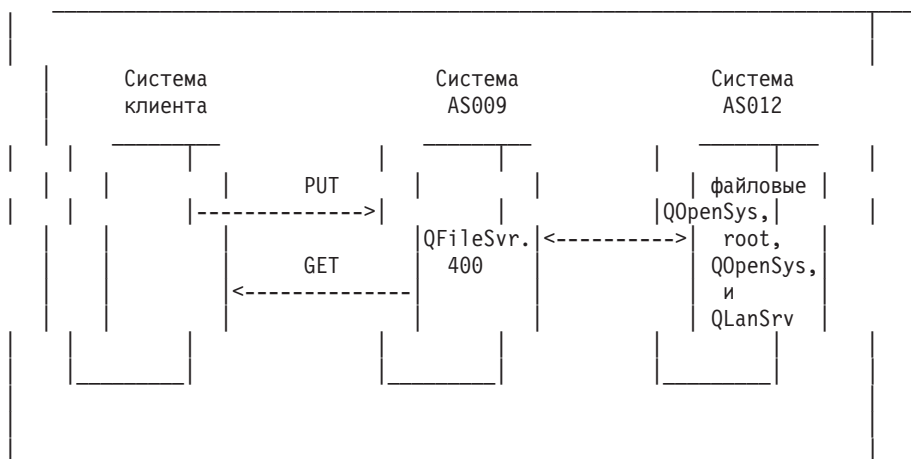 Система Система Система
клиента AS009 AS012
PUT файловые
QOpenSys,
QFileSvr. root,
GET 400 QOpenSys,
и
QLanSrv